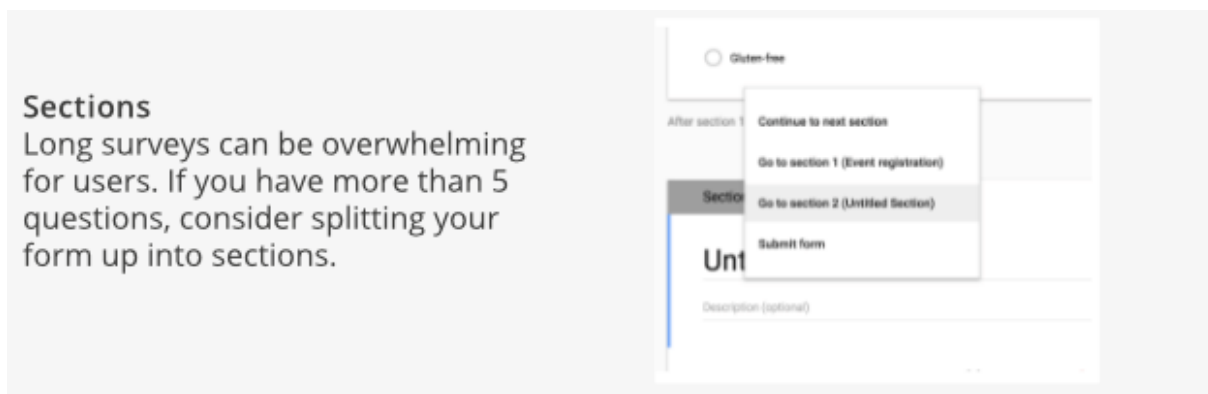 Sections
Long surveys can be overwhelming
for users. If you have more than 5
questions, consider splitting your
form up into sections.
Gluten-free
After section 1
Continue to next section
Go to section 1 (Event registration)
Section
Go to section 2 (Untitled Section)
Submit form
Unt
Description (optional)